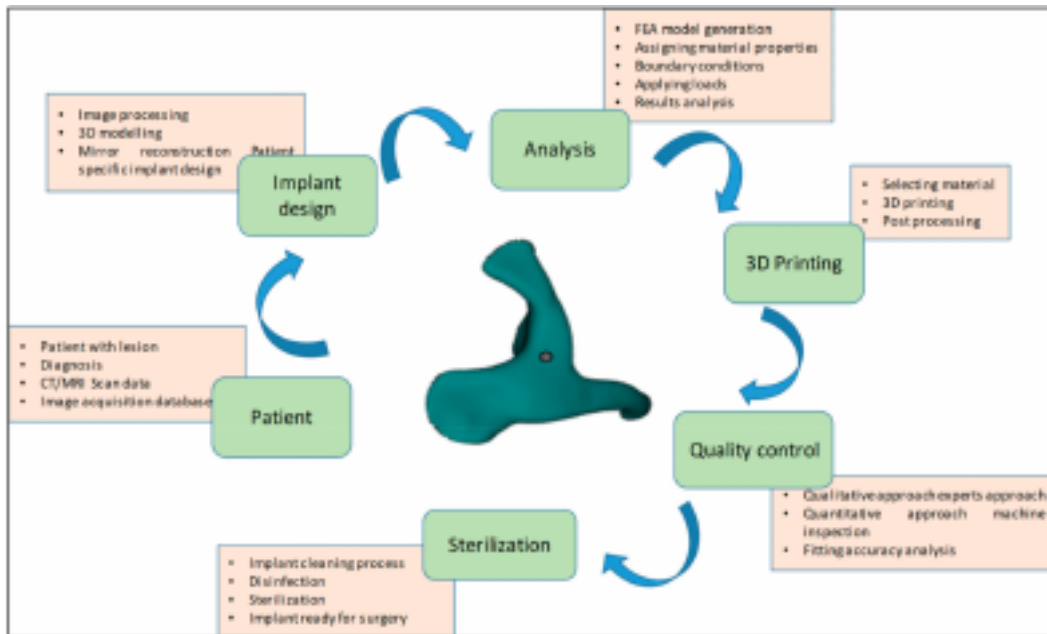 • Patient with lesion
• Diagnosis
• CT/MRI Scan data
• Image acquisition database
Patient
• Image processing
• 3D modelling
• Mirror reconstruction Patient
specific implant design
Implant
design
• FEA model generation
• Assigning material properties
• Boundary conditions
• Applying loads
• Results analysis
Analysis
• Selecting material
• 3D printing
• Post processing
3D Printing
Quality control
• Qualitative approach experts approach
• Quantitative approach machine
inspection
• Fitting accuracy analysis
Sterilization
• Implant cleaning process
• Disinfection
• Sterilization
• Implant ready for surgery